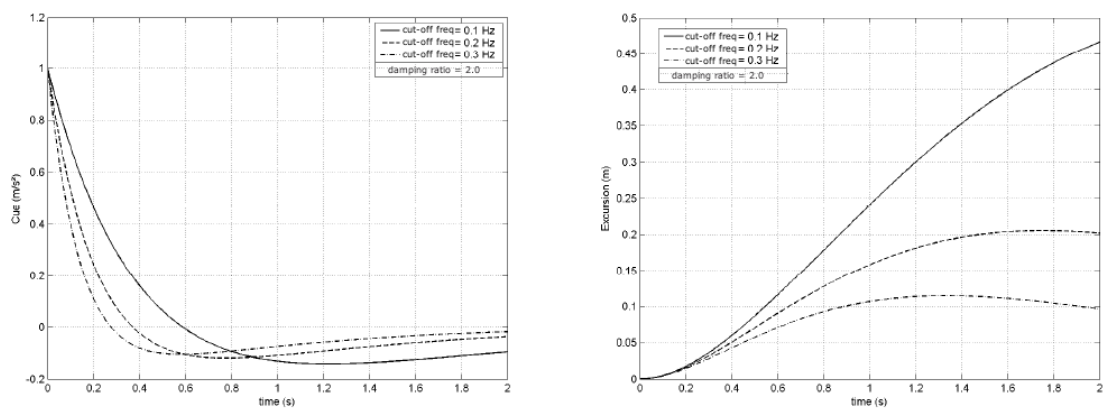 1.2
1
0.8
0.6
0.4
0.2
0
-0.2
Cue (m/s²)
0 0.2 0.4 0.6 0.8 1 1.2 1.4 1.6 1.8 2
time (s)
cut-off freq= 0.1 Hz
cut-off freq= 0.2 Hz
cut-off freq= 0.3 Hz
damping ratio = 2.0
0.5
0.45
0.4
0.35
0.3
0.25
0.2
0.15
0.1
0.05
0
Excursion (m)
0 0.2 0.4 0.6 0.8 1 1.2 1.4 1.6 1.8 2
time (s)
cut-off freq= 0.1 Hz
cut-off freq= 0.2 Hz
cut-off freq= 0.3 Hz
damping ratio = 2.0